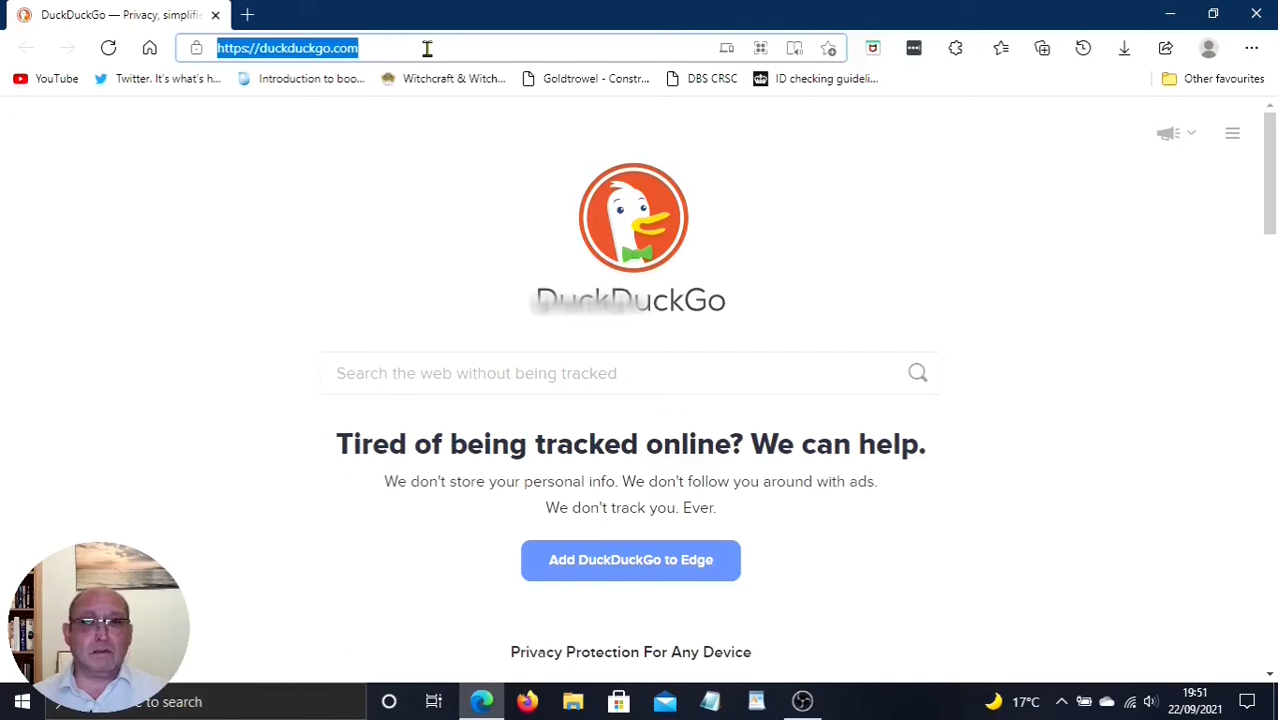 DuckDuckGo — Privacy, simplifi
https://duckduckgo.com
YouTube
Twitter. It's what's h...
Introduction to boo...
Witchcraft & Witch...
Goldtrowel - Constr...
DBS CRSC
ID checking guideli...
Other favourites
DuckDuckGo
Search the web without being tracked
Tired of being tracked online? We can help.
We don't store your personal info. We don't follow you around with ads.
We don't track you. Ever.
Add DuckDuckGo to Edge
Privacy Protection For Any Device
to search
17°C
19:51
22/09/2021